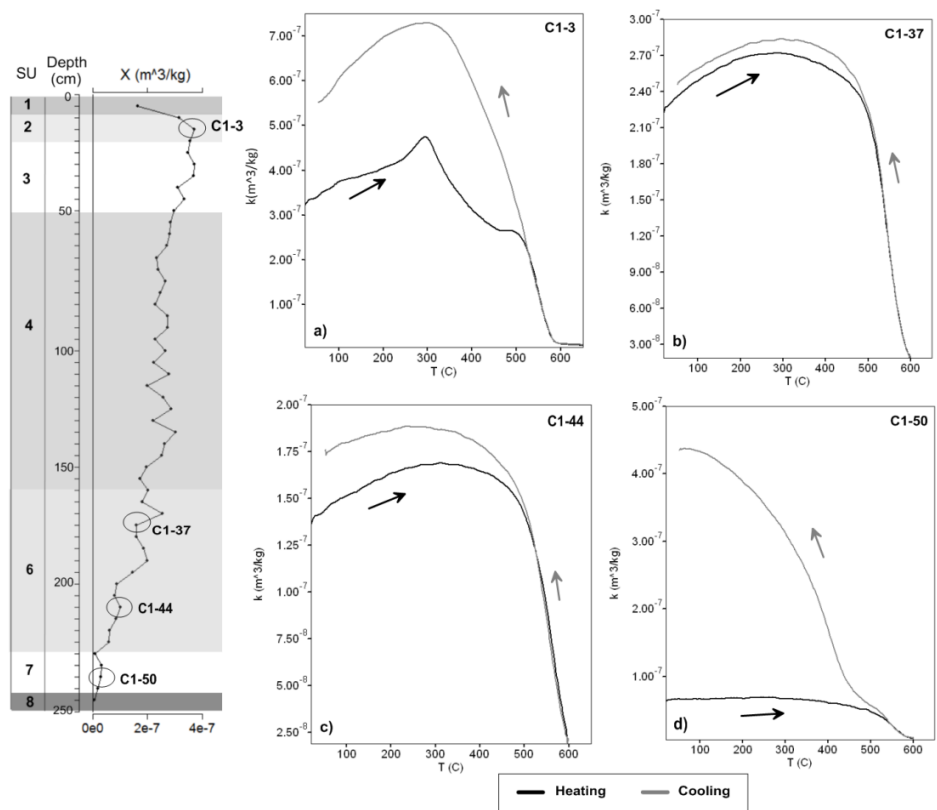 SU
Depth
(cm)
X (m^3/kg)
0
50
100
150
200
250
1
2
3
4
6
7
8
C1-3
C1-37
C1-44
C1-50
0e0
2e-7
4e-7
C1-3
7.00⁻⁷
6.00⁻⁷
5.00⁻⁷
4.00⁻⁷
3.00⁻⁷
2.00⁻⁷
1.00⁻⁷
k(m^3/kg)
a)
100 200 300 400 500 600
T (C)
C1-37
3.00⁻⁷
2.70⁻⁷
2.40⁻⁷
2.10⁻⁷
1.80⁻⁷
1.50⁻⁷
1.20⁻⁷
9.00⁻⁸
6.00⁻⁸
3.00⁻⁸
k (m^3/kg)
b)
100 200 300 400 500 600
T (C)
C1-44
2.00⁻⁷
1.75⁻⁷
1.50⁻⁷
1.25⁻⁷
1.00⁻⁷
7.50⁻⁸
5.00⁻⁸
2.50⁻⁸
k (m^3/kg)
c)
100 200 300 400 500 600
T (C)
C1-50
5.00⁻⁷
4.00⁻⁷
3.00⁻⁷
2.00⁻⁷
1.00⁻⁷
k (m^3/kg)
d)
100 200 300 400 500 600
T (C)
Heating Cooling